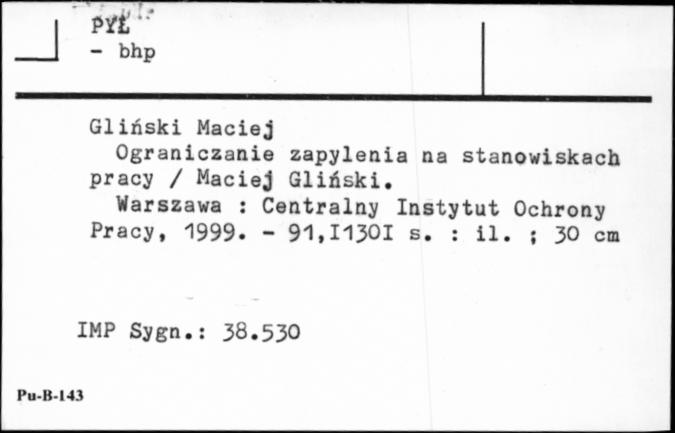 PYŁ
- bhp
Gliński Maciej
Ograniczanie zapylenia na stanowiskach
pracy / Maciej Gliński.
Warszawa : Centralny Instytut Ochrony
Pracy, 1999. - 91,I130I s. : il. ; 30 cm
IMP Sygn.: 38.530
Pu-B-143